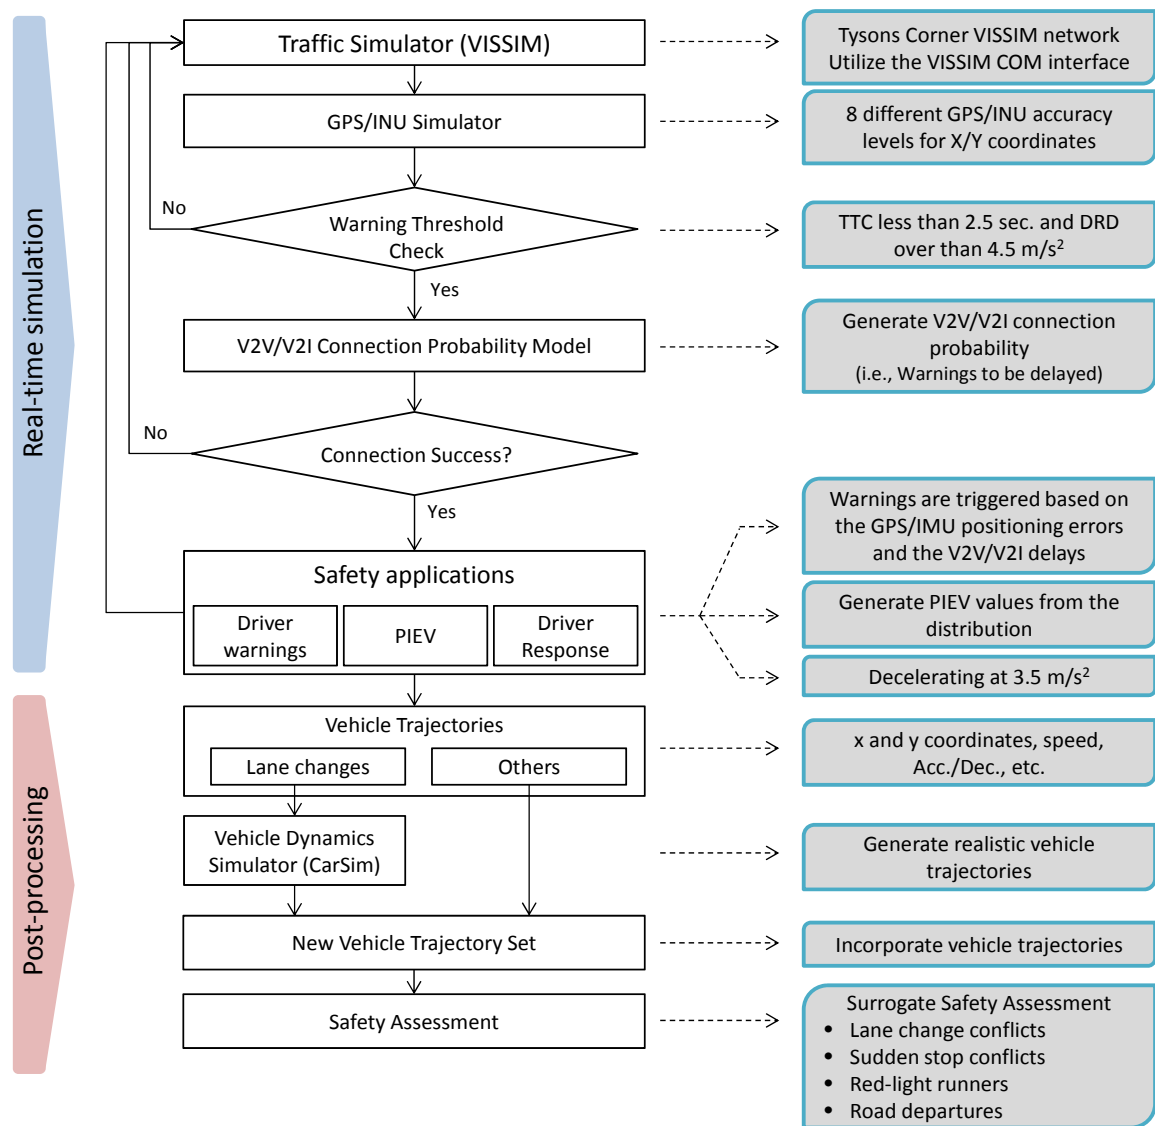 Real-time simulation
Traffic Simulator (VISSIM)
Tysons Corner VISSIM network
Utilize the VISSIM COM interface
GPS/INU Simulator
8 different GPS/INU accuracy
levels for X/Y coordinates
No
Warning Threshold
Check
TTC less than 2.5 sec. and DRD
over than 4.5 m/s²
Yes
V2V/V2I Connection Probability Model
Generate V2V/V2I connection
probability
(i.e., Warnings to be delayed)
No
Connection Success?
Yes
Safety applications
Driver
warnings
PIEV
Driver
Response
Warnings are triggered based on
the GPS/IMU positioning errors
and the V2V/V2I delays
Generate PIEV values from the
distribution
Decelerating at 3.5 m/s²
Post-processing
Vehicle Trajectories
Lane changes
Others
x and y coordinates, speed,
Acc./Dec., etc.
Vehicle Dynamics
Simulator (CarSim)
Generate realistic vehicle
trajectories
New Vehicle Trajectory Set
Incorporate vehicle trajectories
Safety Assessment
Surrogate Safety Assessment
• Lane change conflicts
• Sudden stop conflicts
• Red-light runners
• Road departures